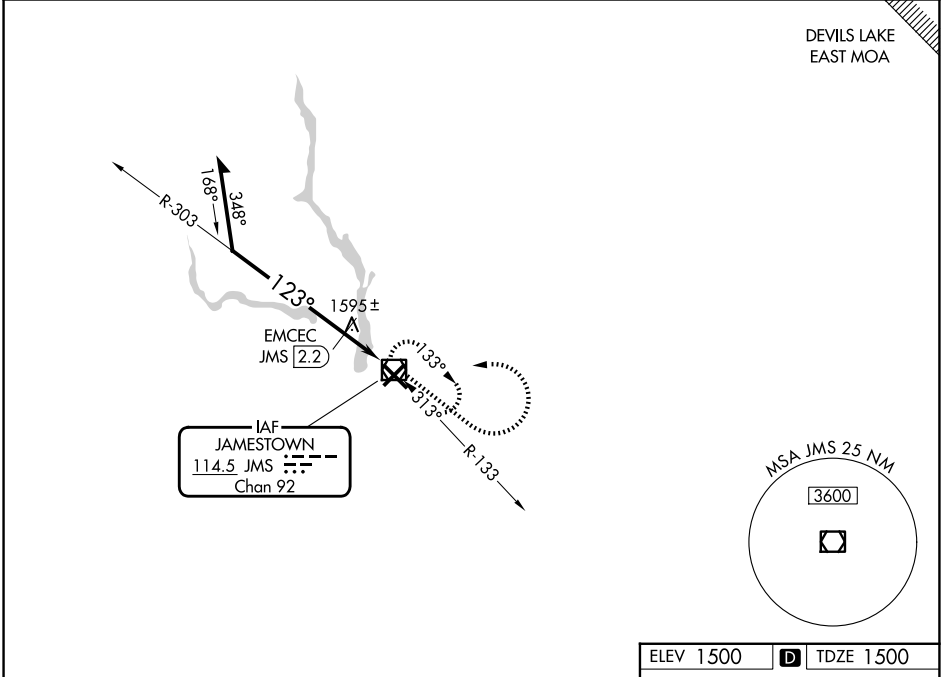 DEVILS LAKE
EAST MOA
R-303
168°
348°
123°
1595 ±
EMCEC
JMS 2.2
133°
313°
R-133
IAF
JAMESTOWN
114.5 JMS
Chan 92
MSA JMS 25 NM
3600
ELEV 1500 D TDZE 1500